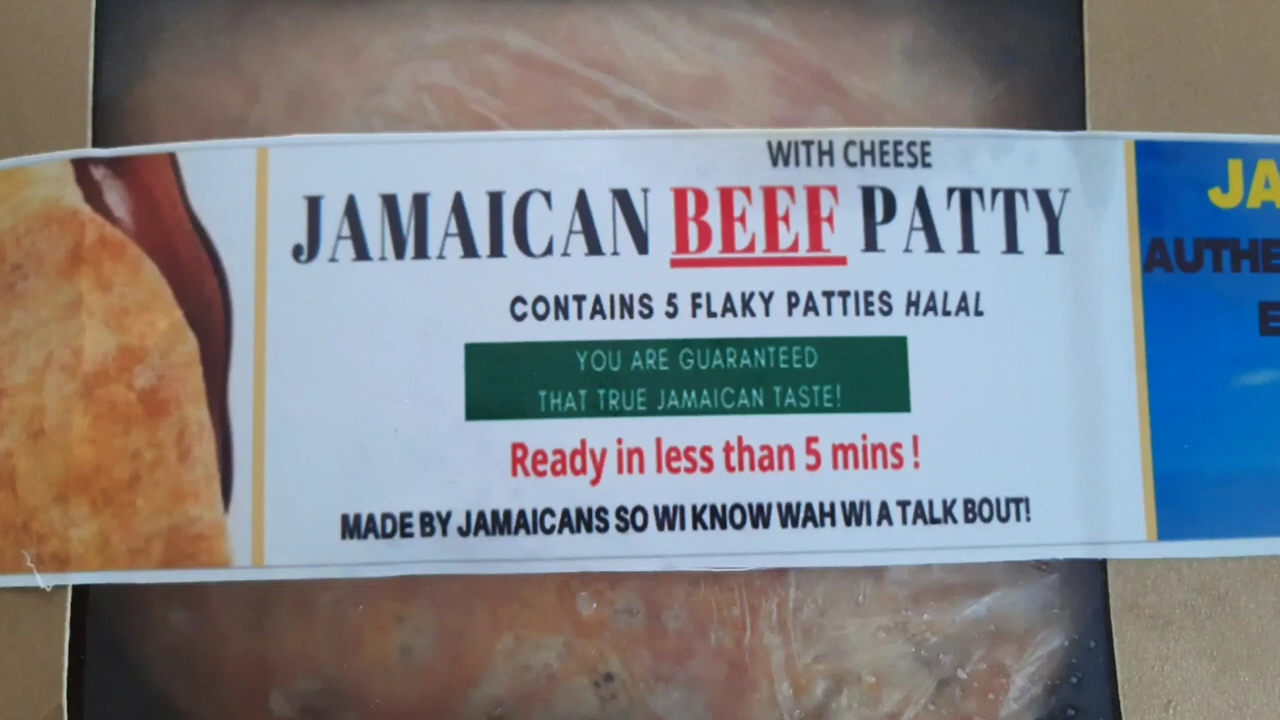 WITH CHEESE
JAMAICAN BEEF PATTY
CONTAINS 5 FLAKY PATTIES HALAL
YOU ARE GUARANTEED
THAT TRUE JAMAICAN TASTE!
Ready in less than 5 mins!
MADE BY JAMAICANS SO WI KNOW WAH WI A TALK BOUT!